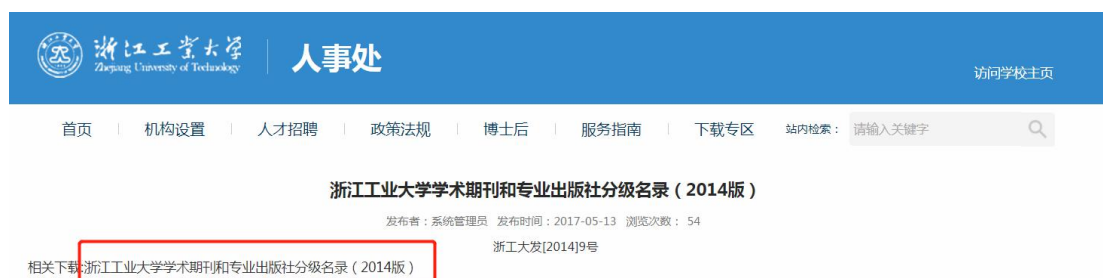 浙江工业大学
Zhejiang University of Technology
人事处
访问学校主页
首页 机构设置 人才招聘 政策法规 博士后 服务指南 下载专区 站内检索： 请输入关键字
浙江工业大学学术期刊和专业出版社分级名录（2014版）
发布者：系统管理员 发布时间：2017-05-13 浏览次数： 54
浙工大发[2014]9号
相关下载:浙江工业大学学术期刊和专业出版社分级名录（2014版）